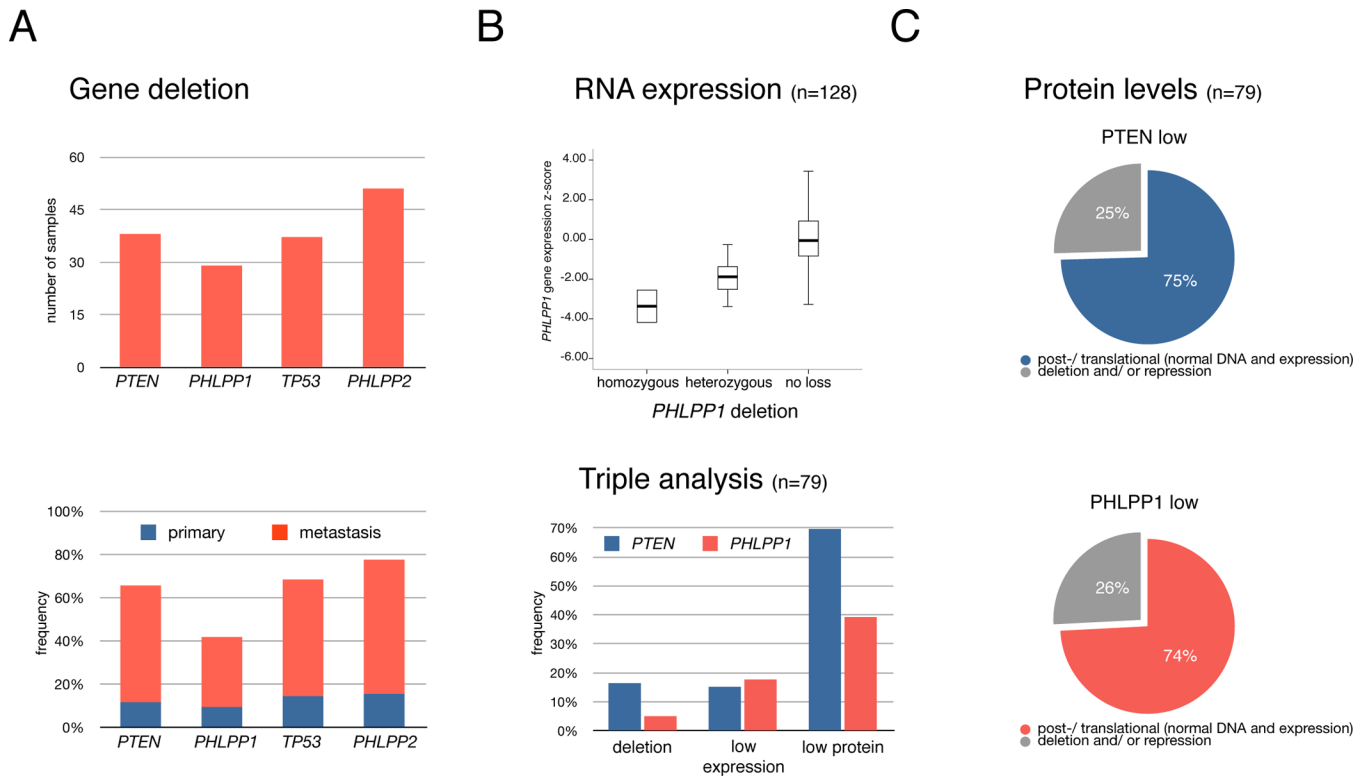 A
Gene deletion
60
45
30
15
0
number of samples
PTEN PHLPP1 TP53 PHLPP2
100%
80%
60%
40%
20%
0%
frequency
primary metastasis
PTEN PHLPP1 TP53 PHLPP2
B
RNA expression (n=128)
4.00
2.00
0.00
-2.00
-4.00
-6.00
PHLPP1 gene expression z-score
homozygous heterozygous no loss
PHLPP1 deletion
Triple analysis (n=79)
70%
60%
50%
40%
30%
20%
10%
0%
frequency
PTEN PHLPP1
deletion low low protein
expression
C
Protein levels (n=79)
PTEN low
25%
75%
post-/ translational (normal DNA and expression)
deletion and/ or repression
PHLPP1 low
26%
74%
post-/ translational (normal DNA and expression)
deletion and/ or repression